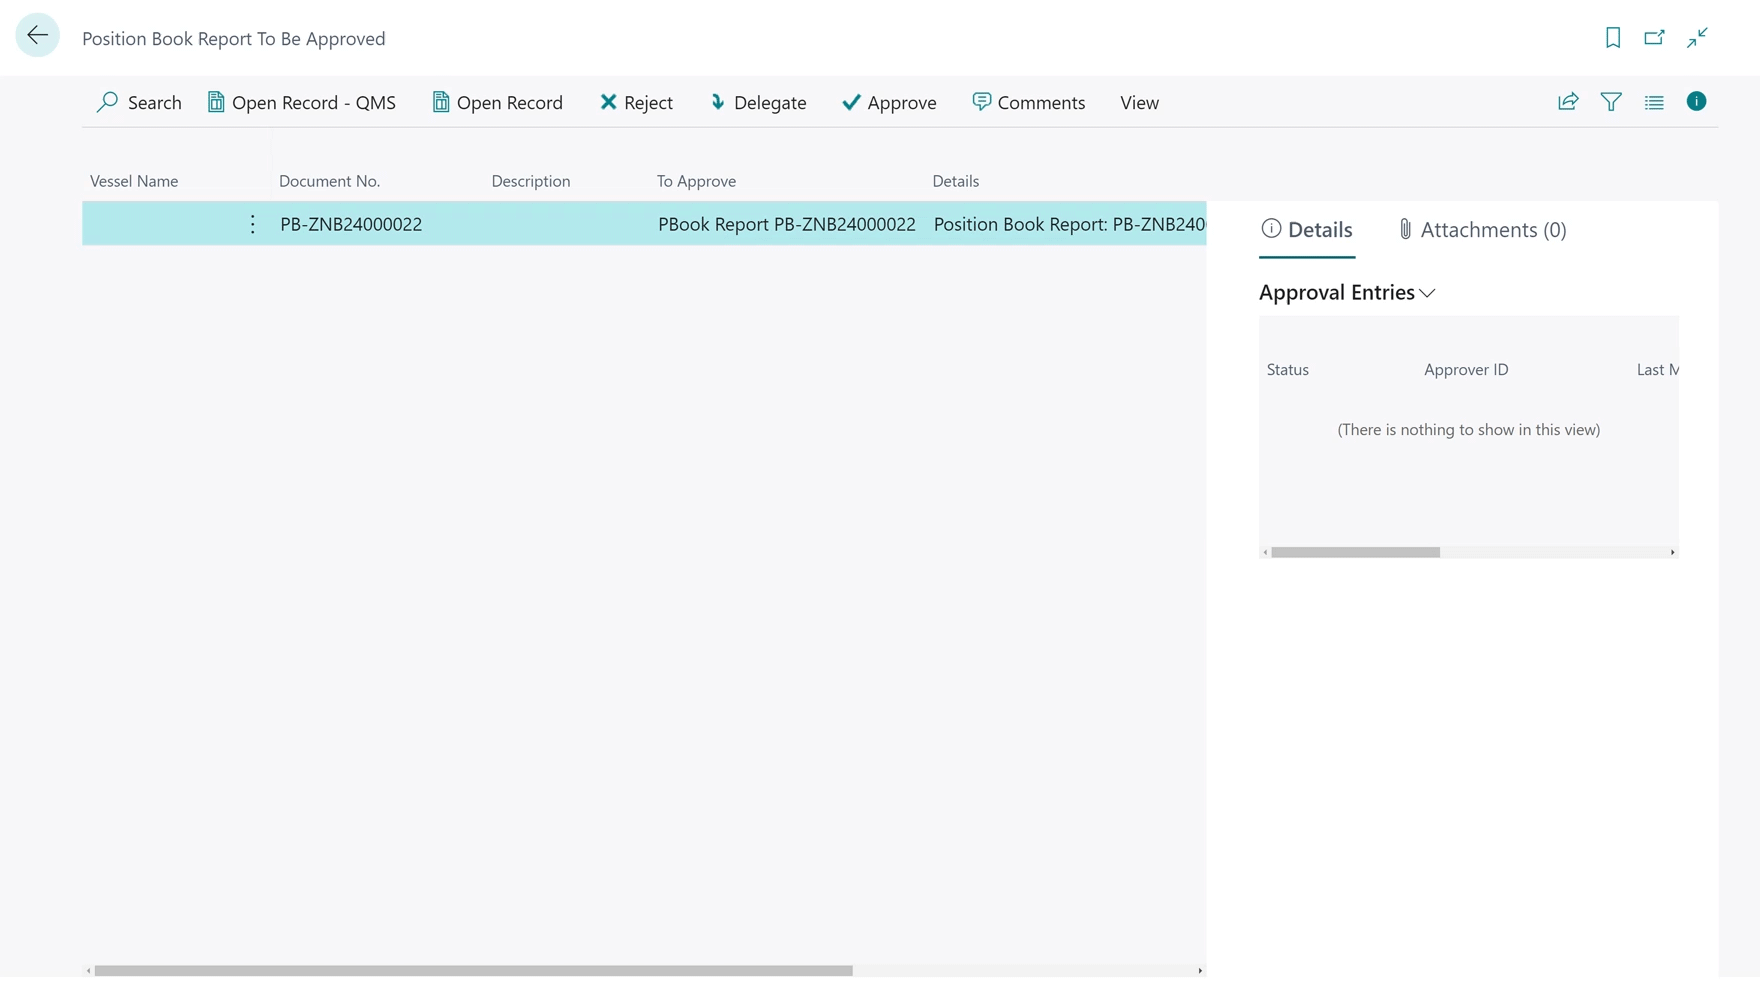 Position Book Report To Be Approved
Search Open Record - QMS Open Record Reject Delegate Approve Comments View
Vessel Name Document No. Description To Approve Details
PB-ZNB24000022 PBook Report PB-ZNB24000022 Position Book Report: PB-ZNB240
Details Attachments (0)
Approval Entries
Status Approver ID Last M
(There is nothing to show in this view)